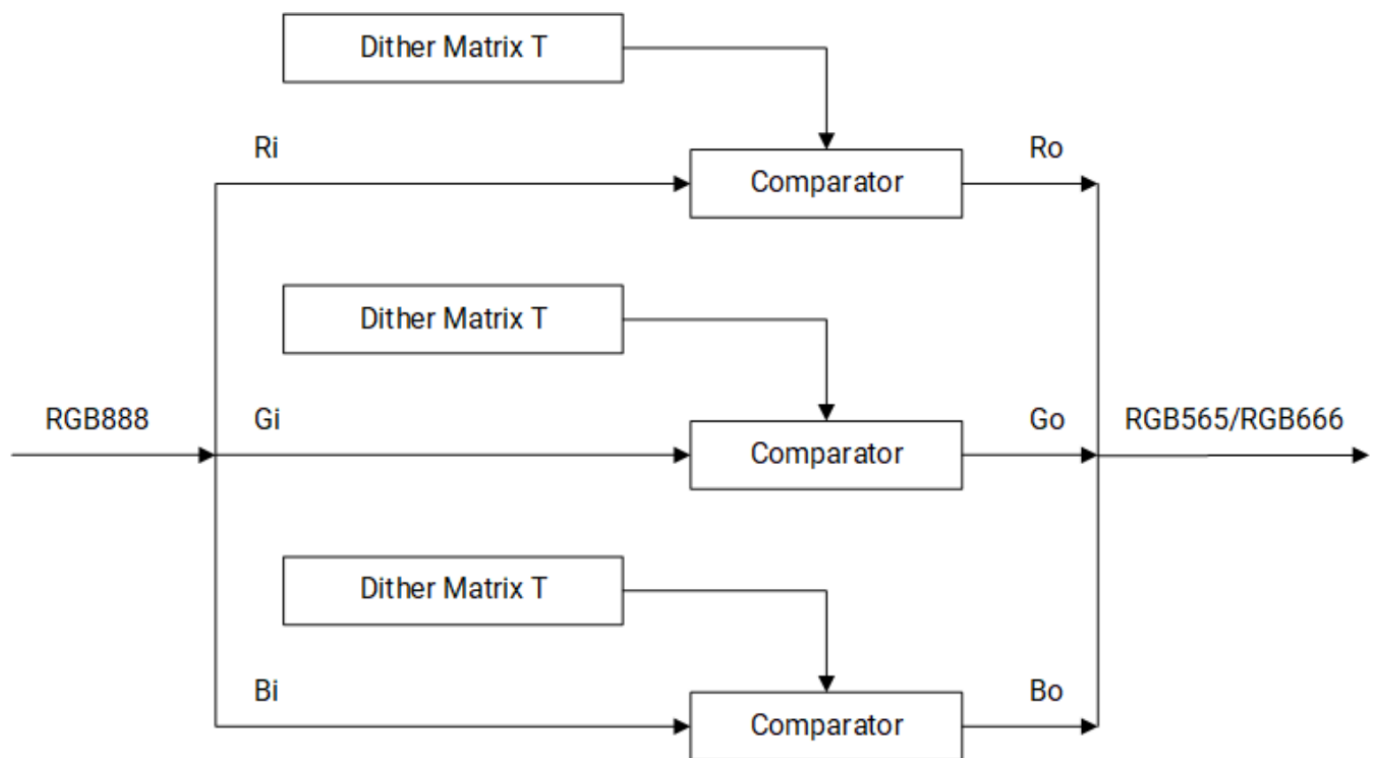 Dither Matrix T
Ri
Comparator
Ro
Dither Matrix T
RGB888
Gi
Comparator
Go
RGB565/RGB666
Dither Matrix T
Bi
Comparator
Bo